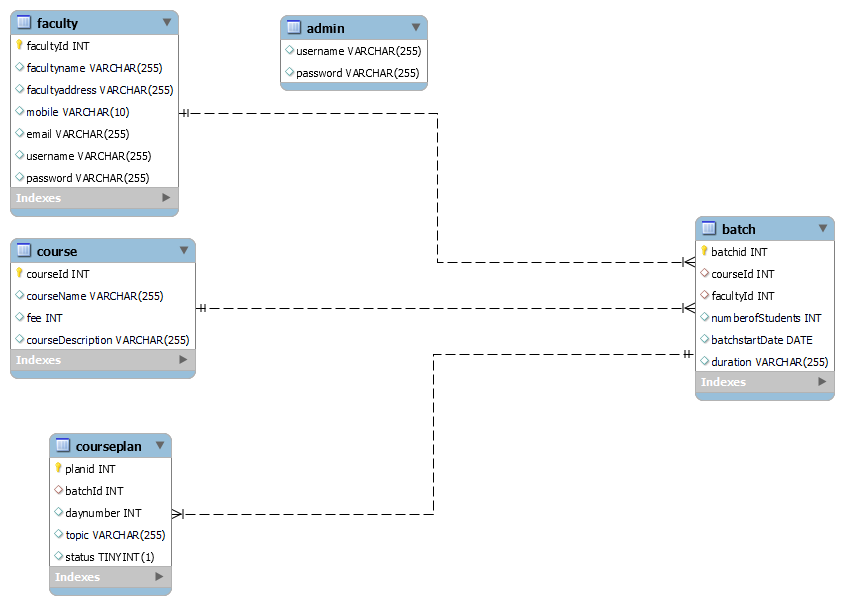 faculty
facultyId INT
facultyname VARCHAR(255)
facultyaddress VARCHAR(255)
mobile VARCHAR(10)
email VARCHAR(255)
username VARCHAR(255)
password VARCHAR(255)
Indexes
admin
username VARCHAR(255)
password VARCHAR(255)
course
courseId INT
courseName VARCHAR(255)
fee INT
courseDescription VARCHAR(255)
Indexes
batch
batchid INT
courseId INT
facultyId INT
numberofStudents INT
batchstartDate DATE
duration VARCHAR(255)
Indexes
courseplan
planid INT
batchId INT
daynumber INT
topic VARCHAR(255)
status TINYINT(1)
Indexes